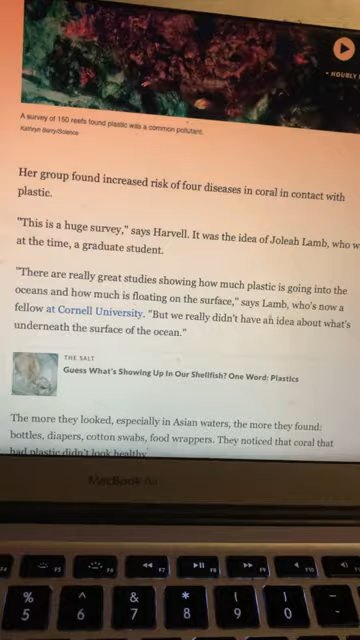 • HOURLY
A survey of 150 reefs found plastic was a common pollutant.
Kathryn Berry/Science
Her group found increased risk of four diseases in coral in contact with
plastic.
"This is a huge survey," says Harvell. It was the idea of Joleah Lamb, who w
at the time, a graduate student.
"There are really great studies showing how much plastic is going into the
oceans and how much is floating on the surface," says Lamb, who's now a
fellow at Cornell University. "But we really didn't have an idea about what's
underneath the surface of the ocean."
THE SALT
Guess What's Showing Up In Our Shellfish? One Word: Plastics
The more they looked, especially in Asian waters, the more they found:
bottles, diapers, cotton swabs, food wrappers. They noticed that coral that
had plastic didn't look healthy.
MacBook Air
F4 F5 F6 F7 F8 F9 F10
% ^ & * ( ) _
5 6 7 8 9 0 -